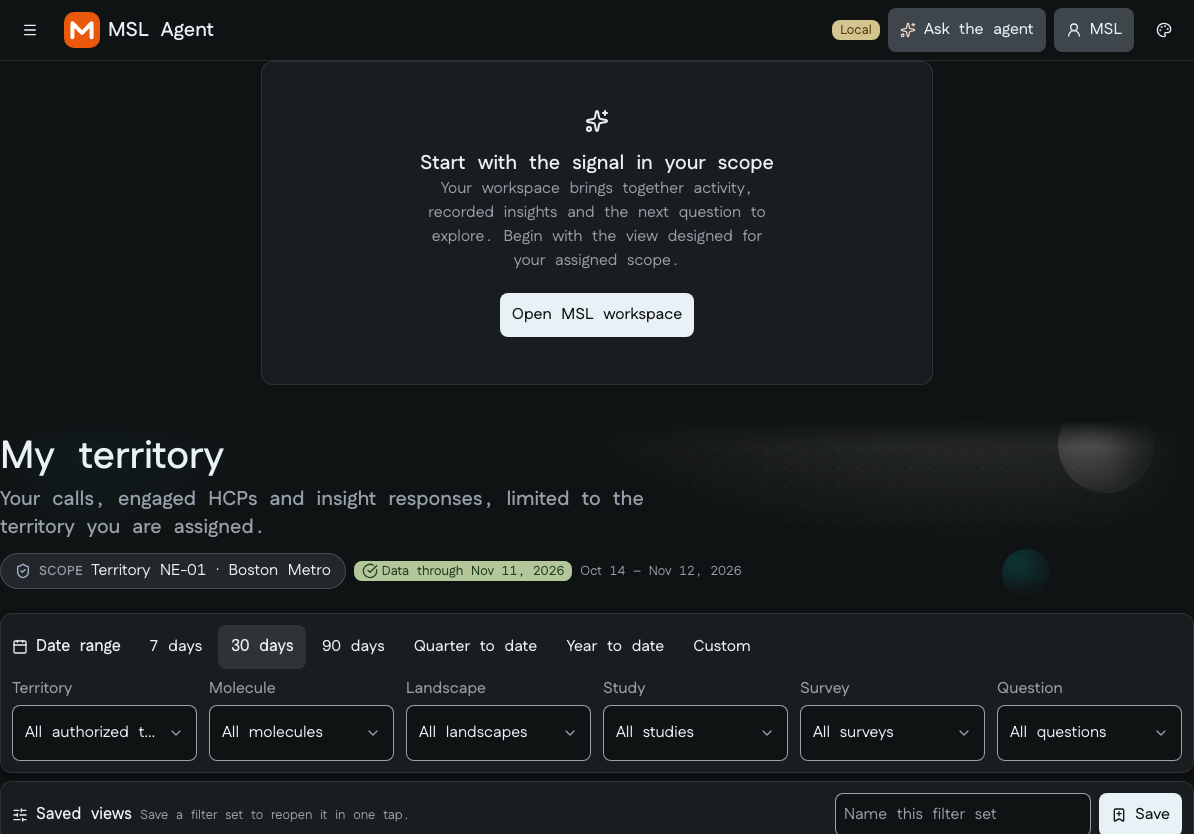 MSL Agent
Local
Ask the agent
MSL
Start with the signal in your scope
Your workspace brings together activity,
recorded insights and the next question to
explore. Begin with the view designed for
your assigned scope.
Open MSL workspace
My territory
Your calls, engaged HCPs and insight responses, limited to the
territory you are assigned.
SCOPE Territory NE-01 · Boston Metro
Data through Nov 11, 2026
Oct 14 – Nov 12, 2026
Date range
7 days
30 days
90 days
Quarter to date
Year to date
Custom
Territory
Molecule
Landscape
Study
Survey
Question
All authorized t…
All molecules
All landscapes
All studies
All surveys
All questions
Saved views
Save a filter set to reopen it in one tap.
Name this filter set
Save